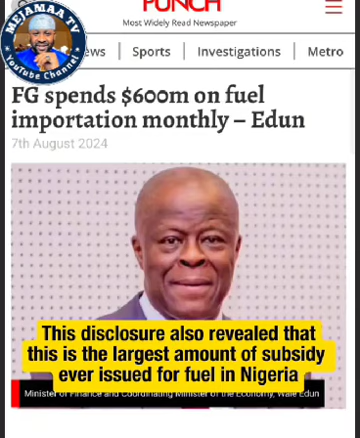 PUNCH
Most Widely Read Newspaper
MEJAMAA TV
YouTube Channel
ews | Sports | Investigations | Metro
FG spends $600m on fuel
importation monthly – Edun
7th August 2024
This disclosure also revealed that
this is the largest amount of subsidy
ever issued for fuel in Nigeria
Minister of Finance and Coordinating Minister of the Economy, Wale Edun